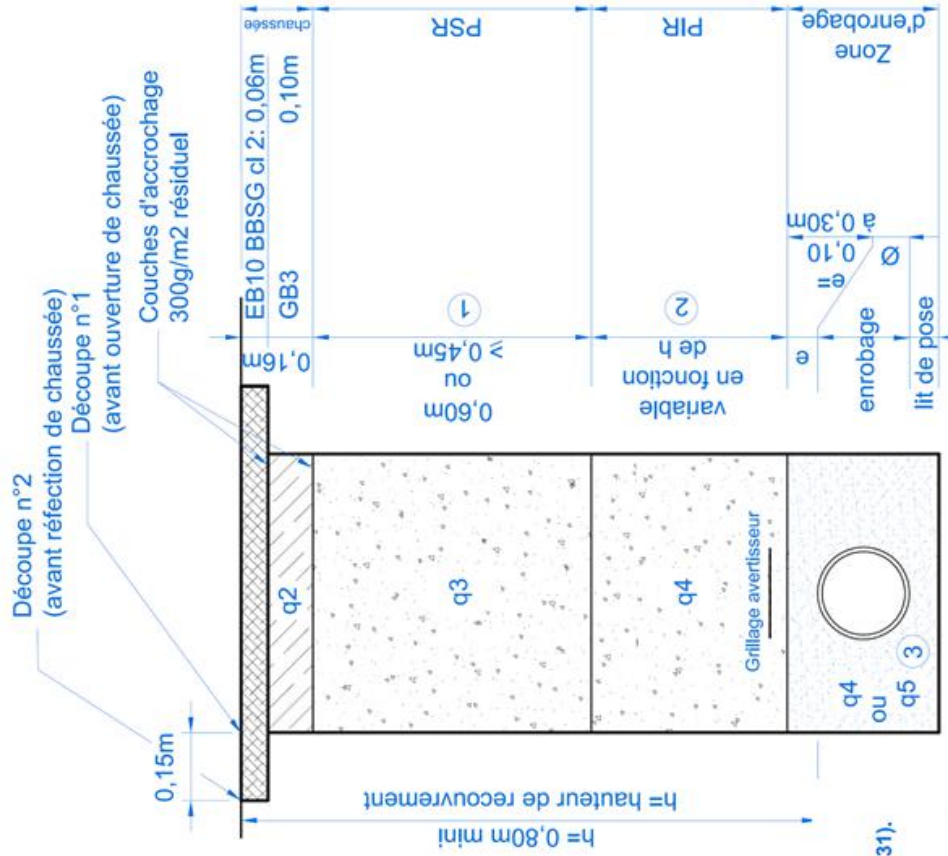 Découpe n°2
(avant réfection de chaussée)
Découpe n°1
(avant ouverture de chaussée)
Couches d'accrochage
300g/m2 résiduel
0,15m
EB10 BBSG cl 2: 0,06m
GB3 0,10m
chaussée
0,16m
q2
q3
0,60m
ou
≥ 0,45m
1
PSR
q4
Grillage avertisseur
variable
en fonction
de h
2
PIR
q4
ou
q5
3
e
enrobage
lit de pose
e=
0,10
à 0,30m
Ø
Zone
d'enrobage
h= 0,80m mini
h= hauteur de recouvrement
31).